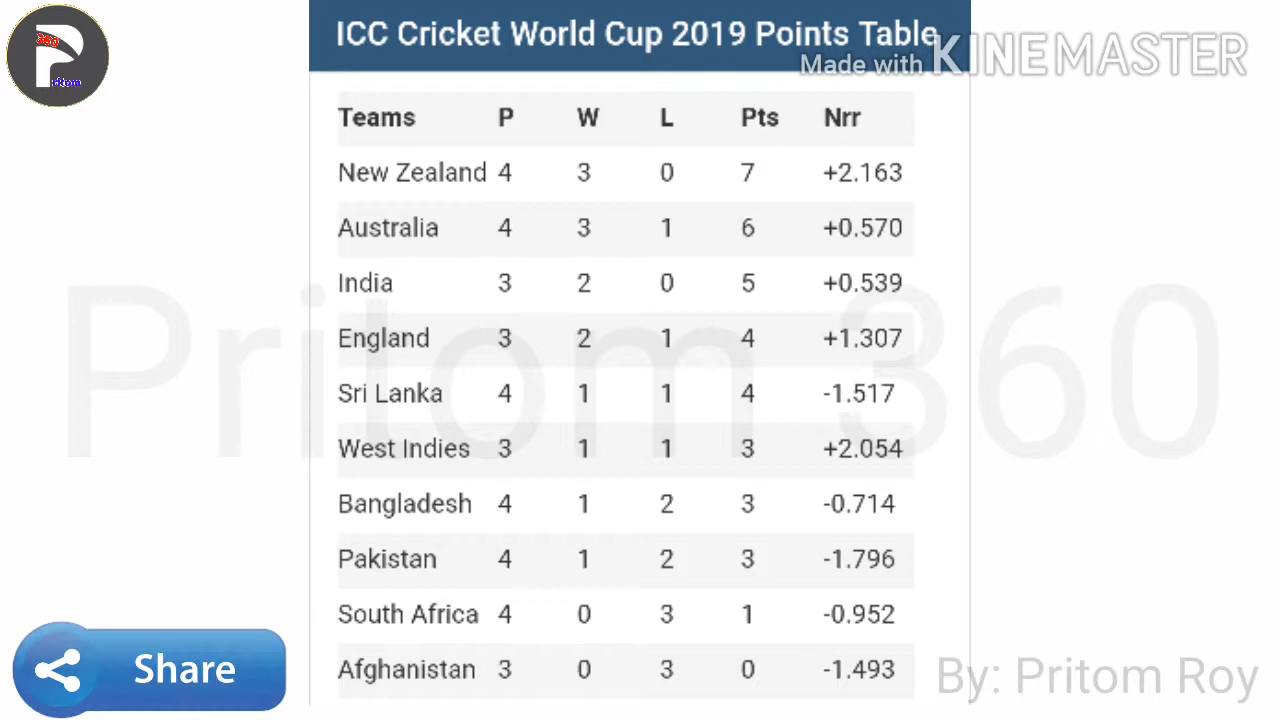 360
P
ritom
ICC Cricket World Cup 2019 Points Table
Made with KINEMASTER
Teams P W L Pts Nrr
New Zealand 4 3 0 7 +2.163
Australia 4 3 1 6 +0.570
India 3 2 0 5 +0.539
England 3 2 1 4 +1.307
Sri Lanka 4 1 1 4 -1.517
West Indies 3 1 1 3 +2.054
Bangladesh 4 1 2 3 -0.714
Pakistan 4 1 2 3 -1.796
South Africa 4 0 3 1 -0.952
Afghanistan 3 0 3 0 -1.493
Pritom 360
Share
By: Pritom Roy